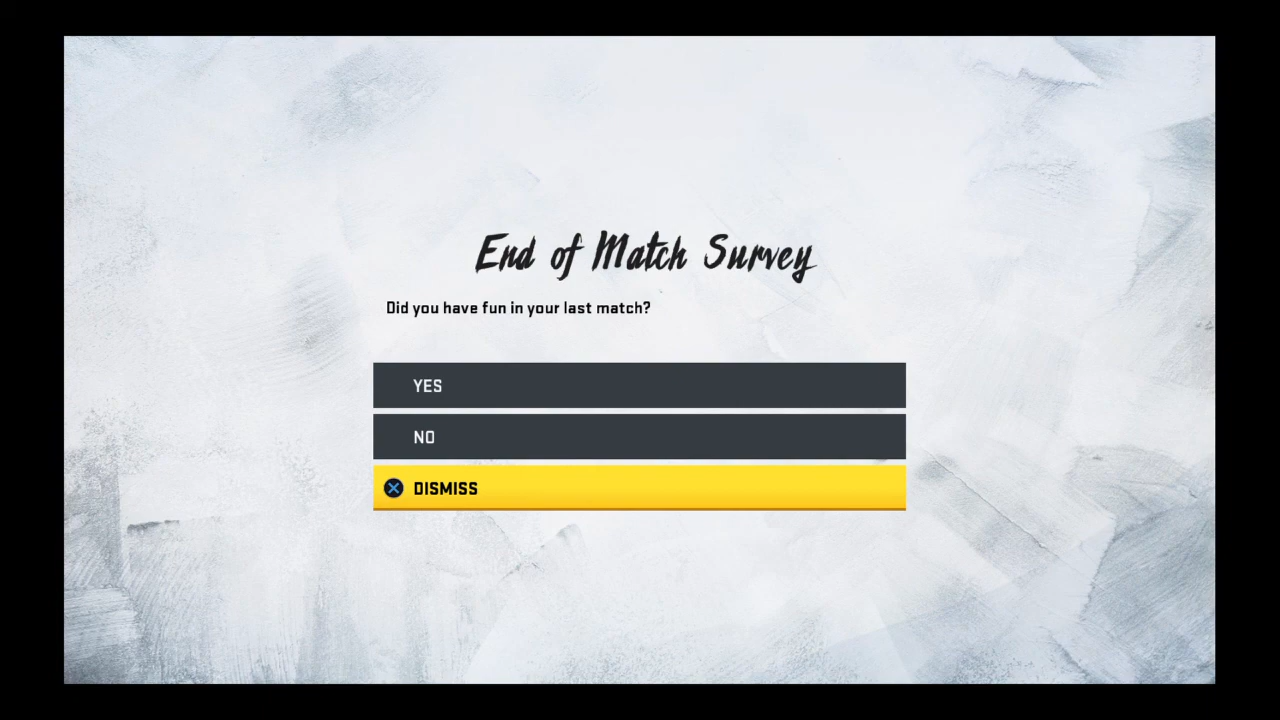 End of Match Survey
Did you have fun in your last match?
YES
NO
DISMISS